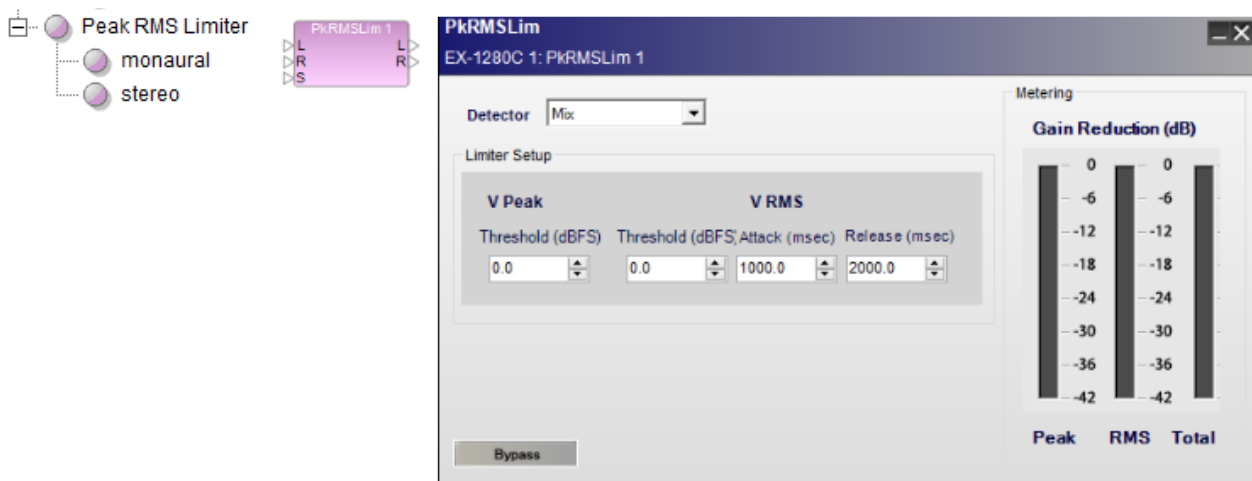 Peak RMS Limiter
monaural
stereo
PkRMSLim 1
L L
R R
S
PkRMSLim
EX-1280C 1: PkRMSLim 1
Detector Mix
Limiter Setup
V Peak V RMS
Threshold (dBFS) Threshold (dBFS) Attack (msec) Release (msec)
0.0 0.0 1000.0 2000.0
Bypass
Metering
Gain Reduction (dB)
0 0
-6 -6
-12 -12
-18 -18
-24 -24
-30 -30
-36 -36
-42 -42
Peak RMS Total